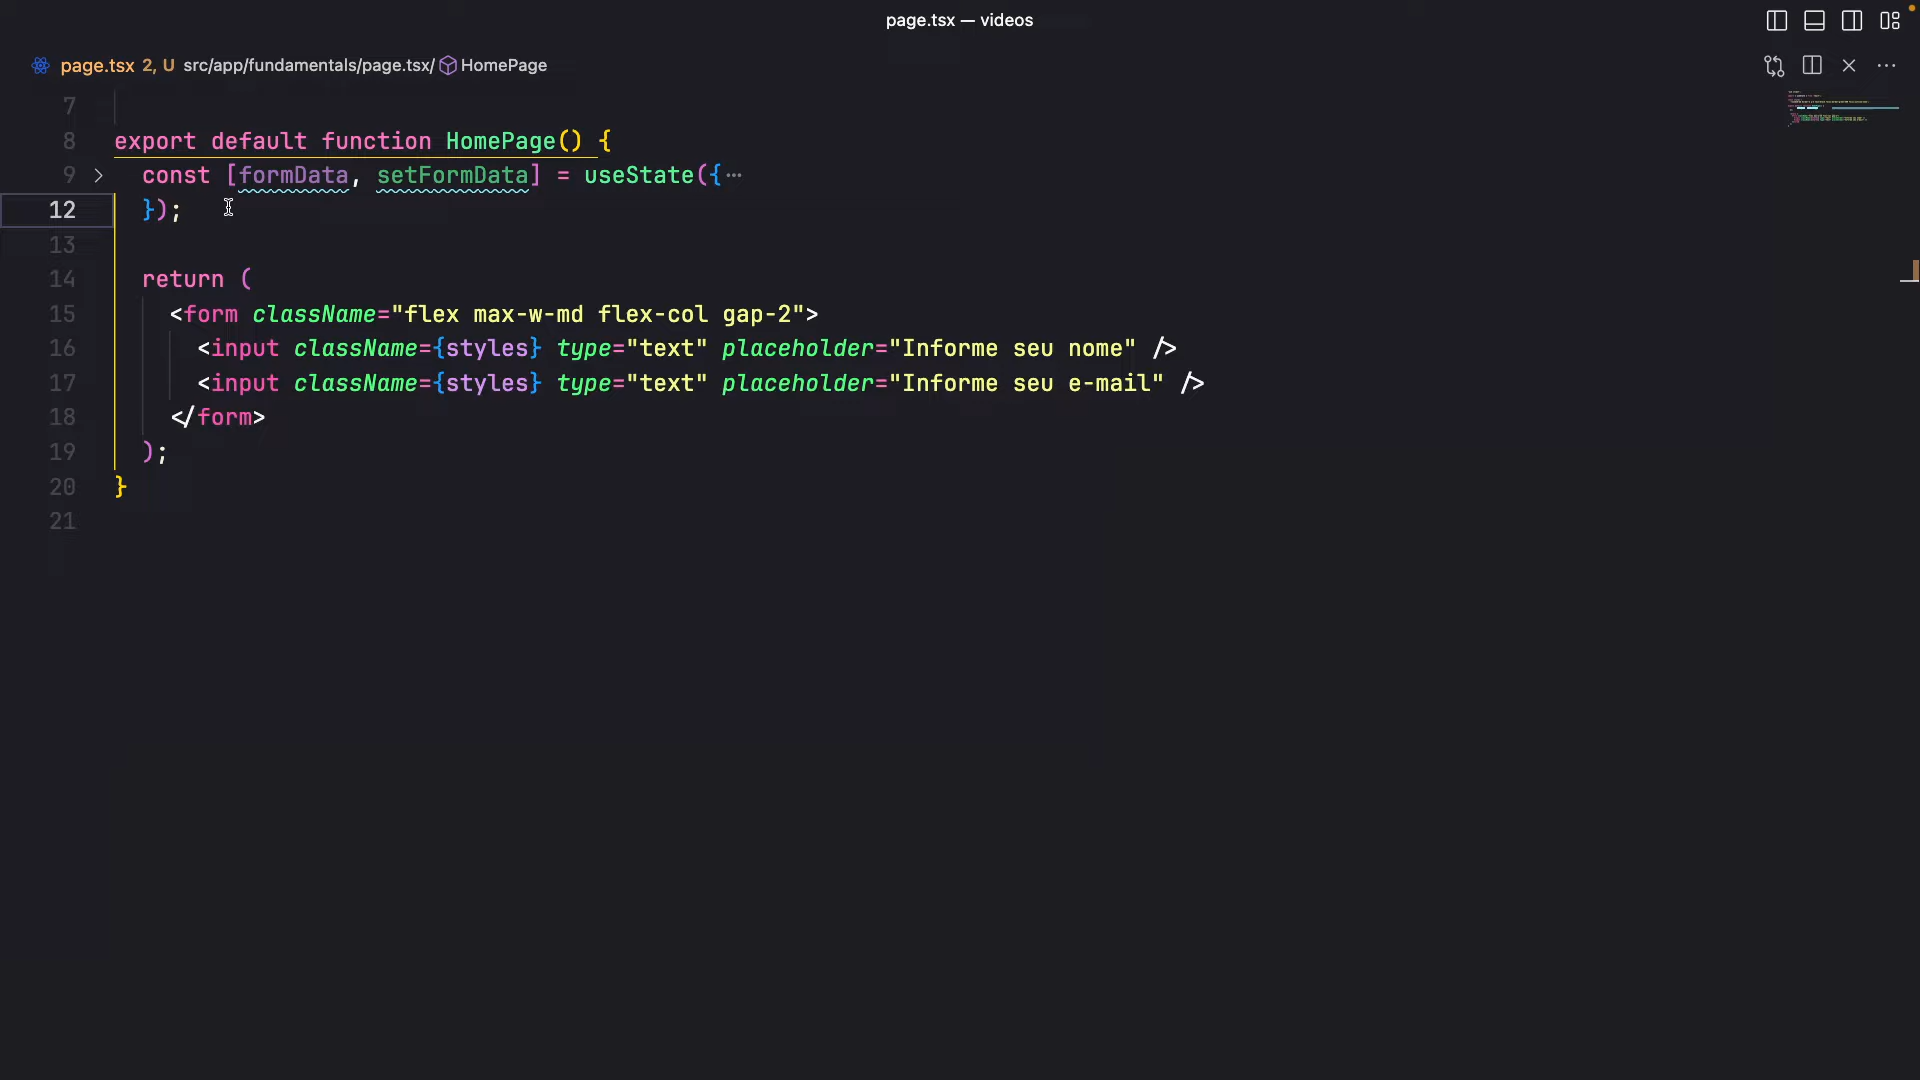 page.tsx — videos
page.tsx 2, U src/app/fundamentals/page.tsx/ HomePage
7
8 export default function HomePage() {
9 const [formData, setFormData] = useState({···
12 });
13
14 return (
15 <form className="flex max-w-md flex-col gap-2">
16 <input className={styles} type="text" placeholder="Informe seu nome" />
17 <input className={styles} type="text" placeholder="Informe seu e-mail" />
18 </form>
19 );
20 }
21